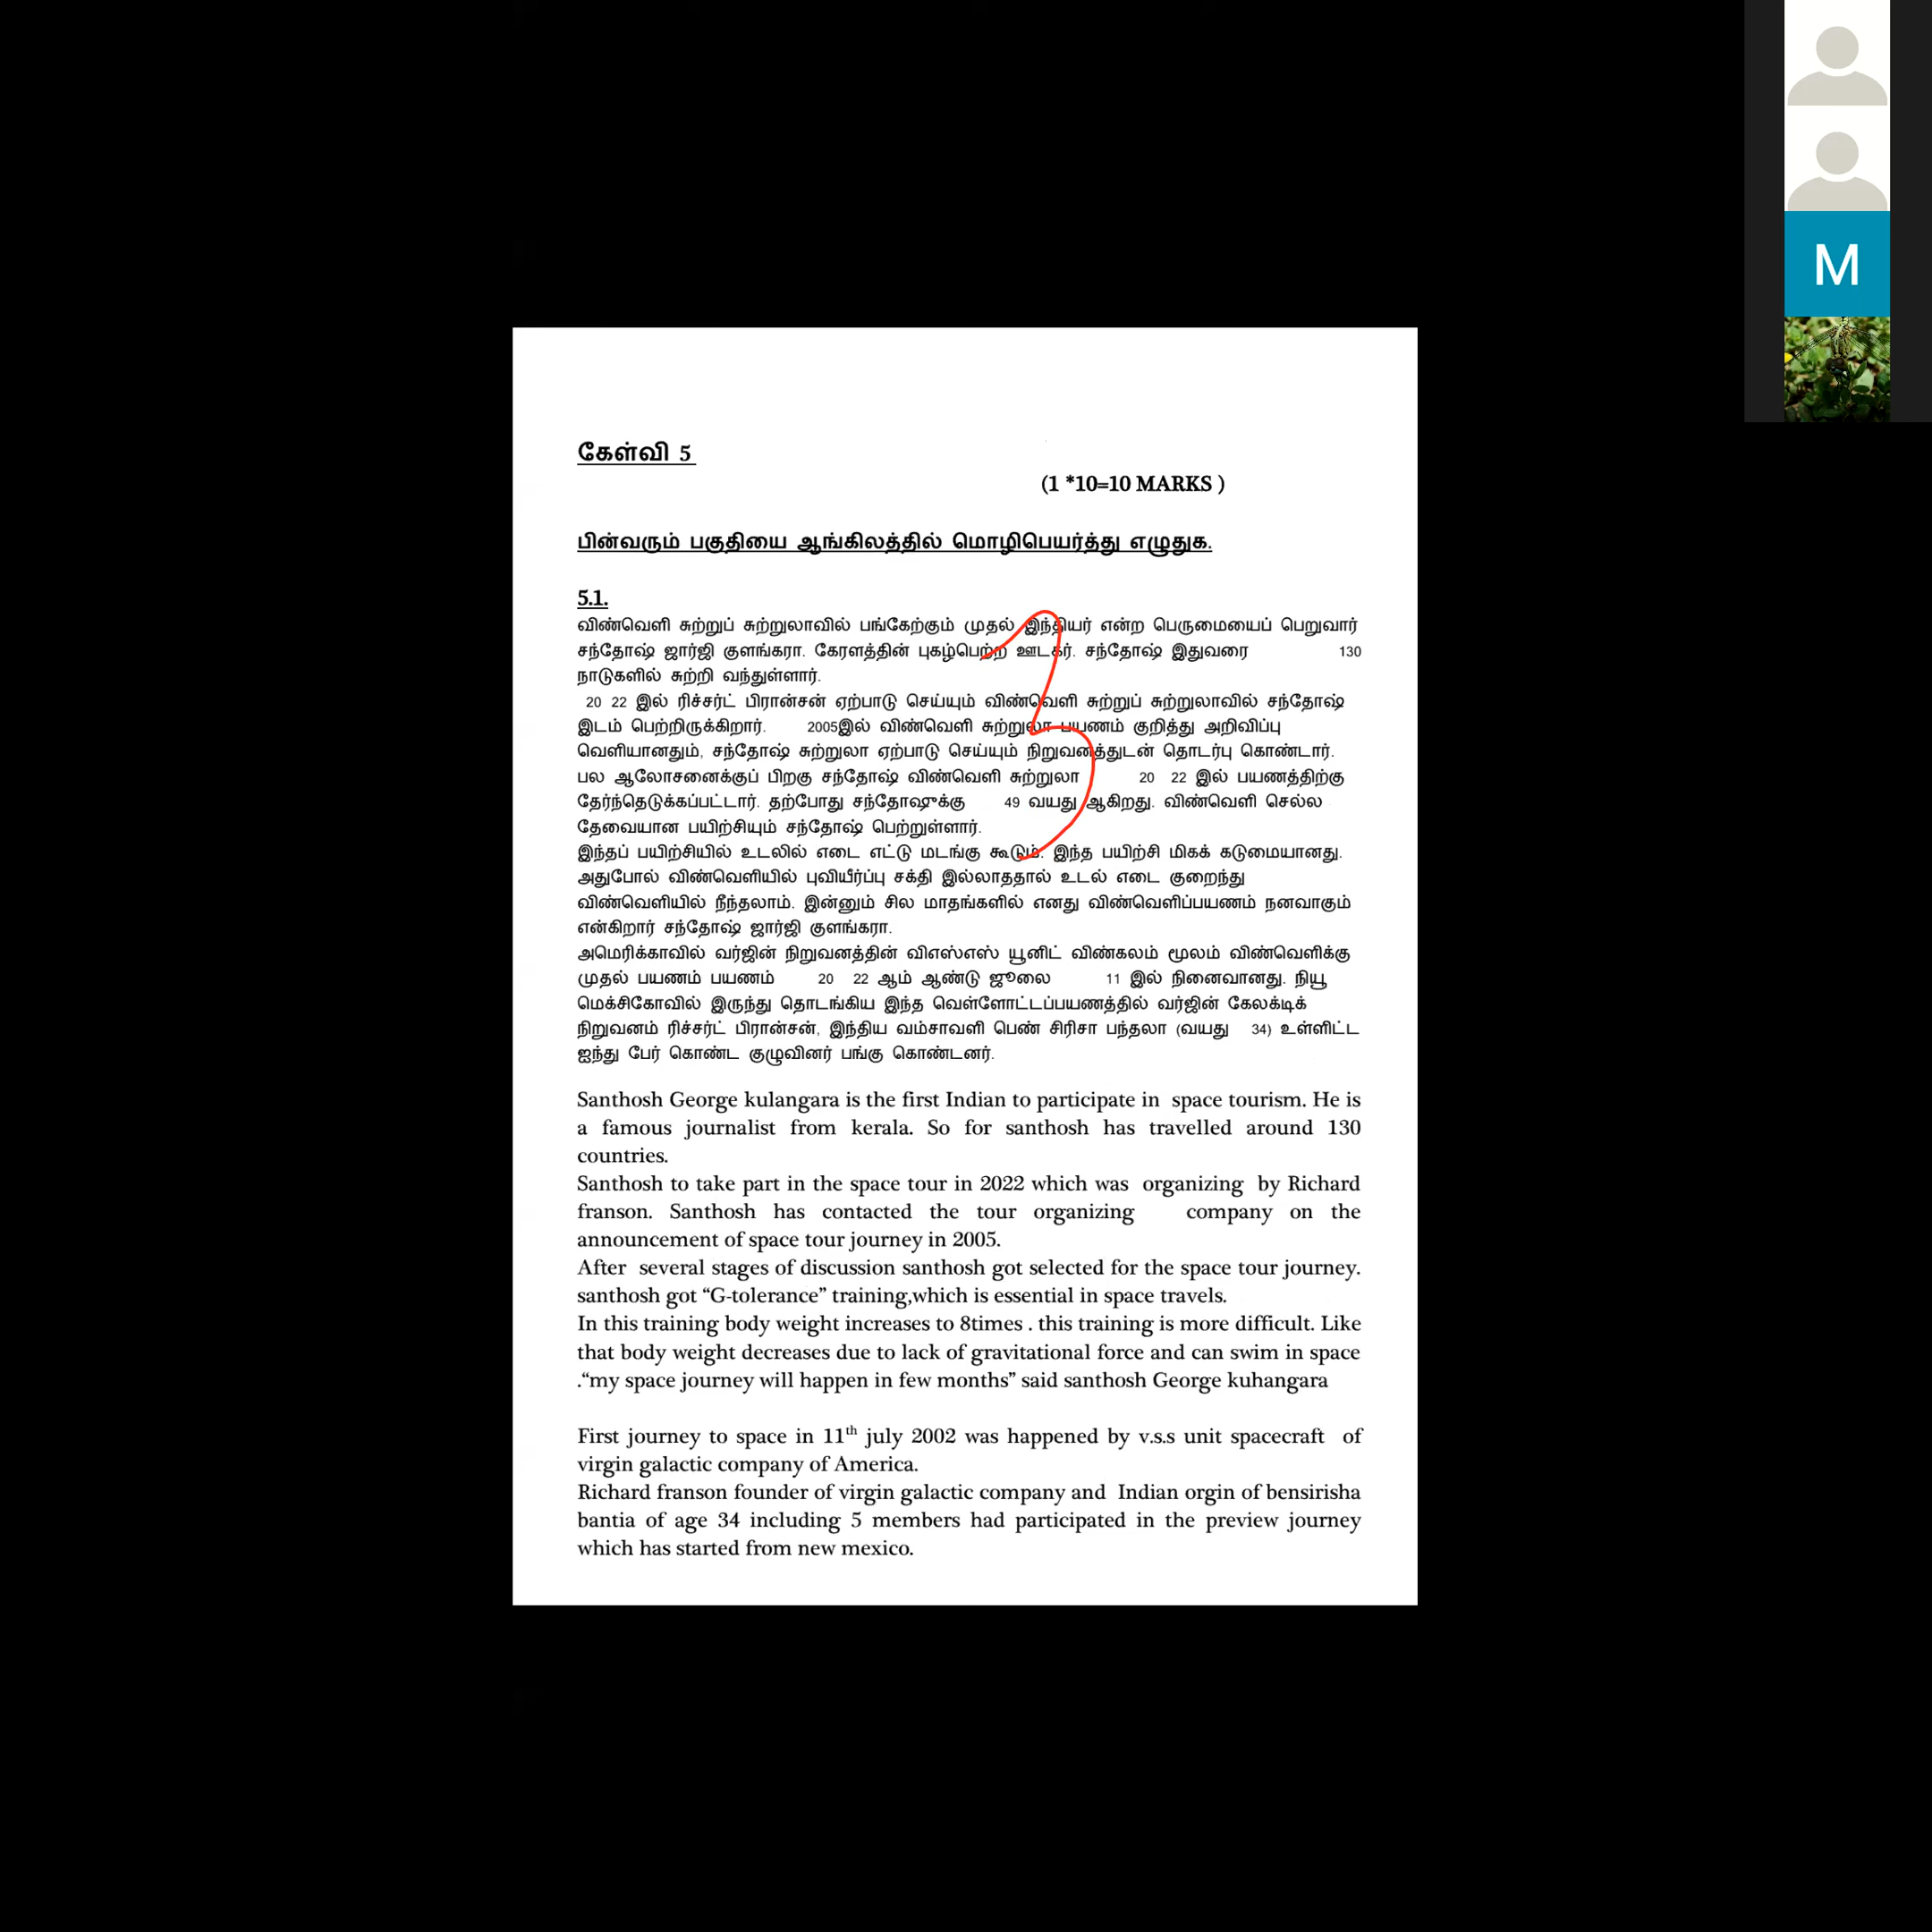 M
கேள்வி 5
(1 *10=10 MARKS )
பின்வரும் பகுதியை ஆங்கிலத்தில் மொழிபெயர்த்து எழுதுக.
5.1.
விண்வெளி சுற்றுப் சுற்றுலாவில் பங்கேற்கும் முதல் இந்தியர் என்ற பெருமையைப் பெறுவார்
சந்தோஷ் ஜார்ஜி குளங்கரா. கேரளத்தின் புகழ்பெற்ற ஊடகர். சந்தோஷ் இதுவரை 130
நாடுகளில் சுற்றி வந்துள்ளார்.
20 22 இல் ரிச்சர்ட் பிரான்சன் ஏற்பாடு செய்யும் விண்வெளி சுற்றுப் சுற்றுலாவில் சந்தோஷ்
இடம் பெற்றிருக்கிறார். 2005இல் விண்வெளி சுற்றுலா பயணம் குறித்து அறிவிப்பு
வெளியானதும், சந்தோஷ் சுற்றுலா ஏற்பாடு செய்யும் நிறுவனத்துடன் தொடர்பு கொண்டார்.
பல ஆலோசனைக்குப் பிறகு சந்தோஷ் விண்வெளி சுற்றுலா 20 22 இல் பயணத்திற்கு
தேர்ந்தெடுக்கப்பட்டார். தற்போது சந்தோஷுக்கு 49 வயது ஆகிறது. விண்வெளி செல்ல
தேவையான பயிற்சியும் சந்தோஷ் பெற்றுள்ளார்.
இந்தப் பயிற்சியில் உடலில் எடை எட்டு மடங்கு கூடும். இந்த பயிற்சி மிகக் கடுமையானது.
அதுபோல் விண்வெளியில் புவியீர்ப்பு சக்தி இல்லாததால் உடல் எடை குறைந்து
விண்வெளியில் நீந்தலாம். இன்னும் சில மாதங்களில் எனது விண்வெளிப்பயணம் நனவாகும்
என்கிறார் சந்தோஷ் ஜார்ஜி குளங்கரா.
அமெரிக்காவில் வர்ஜின் நிறுவனத்தின் விஎஸ்எஸ் யூனிட் விண்கலம் மூலம் விண்வெளிக்கு
முதல் பயணம் பயணம் 20 22 ஆம் ஆண்டு ஜூலை 11 இல் நினைவானது. நியூ
மெக்சிகோவில் இருந்து தொடங்கிய இந்த வெள்ளோட்டப்பயணத்தில் வர்ஜின் கேலக்டிக்
நிறுவனம் ரிச்சர்ட் பிரான்சன், இந்திய வம்சாவளி பெண் சிரிசா பந்தலா (வயது 34) உள்ளிட்ட
ஐந்து பேர் கொண்ட குழுவினர் பங்கு கொண்டனர்.
3
Santhosh George kulangara is the first Indian to participate in space tourism. He is
a famous journalist from kerala. So for santhosh has travelled around 130
countries.
Santhosh to take part in the space tour in 2022 which was organizing by Richard
franson. Santhosh has contacted the tour organizing company on the
announcement of space tour journey in 2005.
After several stages of discussion santhosh got selected for the space tour journey.
santhosh got “G-tolerance” training,which is essential in space travels.
In this training body weight increases to 8times . this training is more difficult. Like
that body weight decreases due to lack of gravitational force and can swim in space
.“my space journey will happen in few months” said santhosh George kuhangara
First journey to space in 11th july 2002 was happened by v.s.s unit spacecraft of
virgin galactic company of America.
Richard franson founder of virgin galactic company and Indian orgin of bensirisha
bantia of age 34 including 5 members had participated in the preview journey
which has started from new mexico.